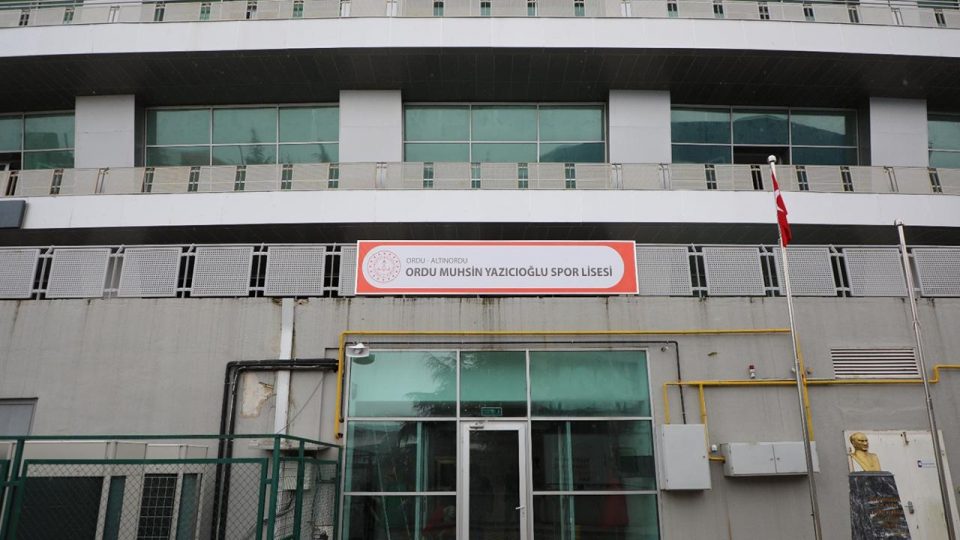 ORDU - ALTINORDU
ORDU MUHSİN YAZICIOĞLU SPOR LİSESİ